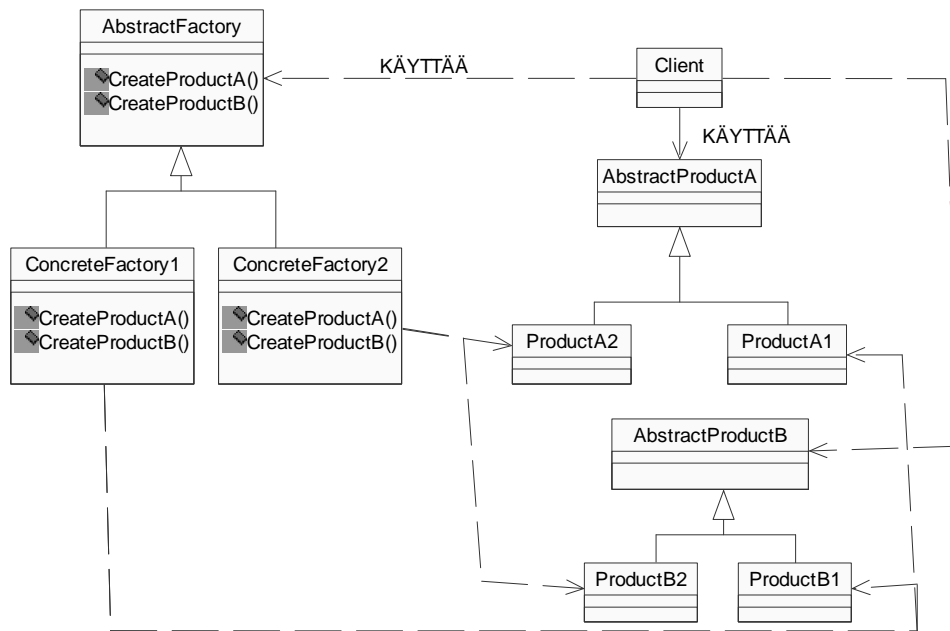 AbstractFactory
CreateProductA()
CreateProductB()
KÄYTTÄÄ
Client
KÄYTTÄÄ
AbstractProductA
ConcreteFactory1
CreateProductA()
CreateProductB()
ConcreteFactory2
CreateProductA()
CreateProductB()
ProductA2
ProductA1
AbstractProductB
ProductB2
ProductB1